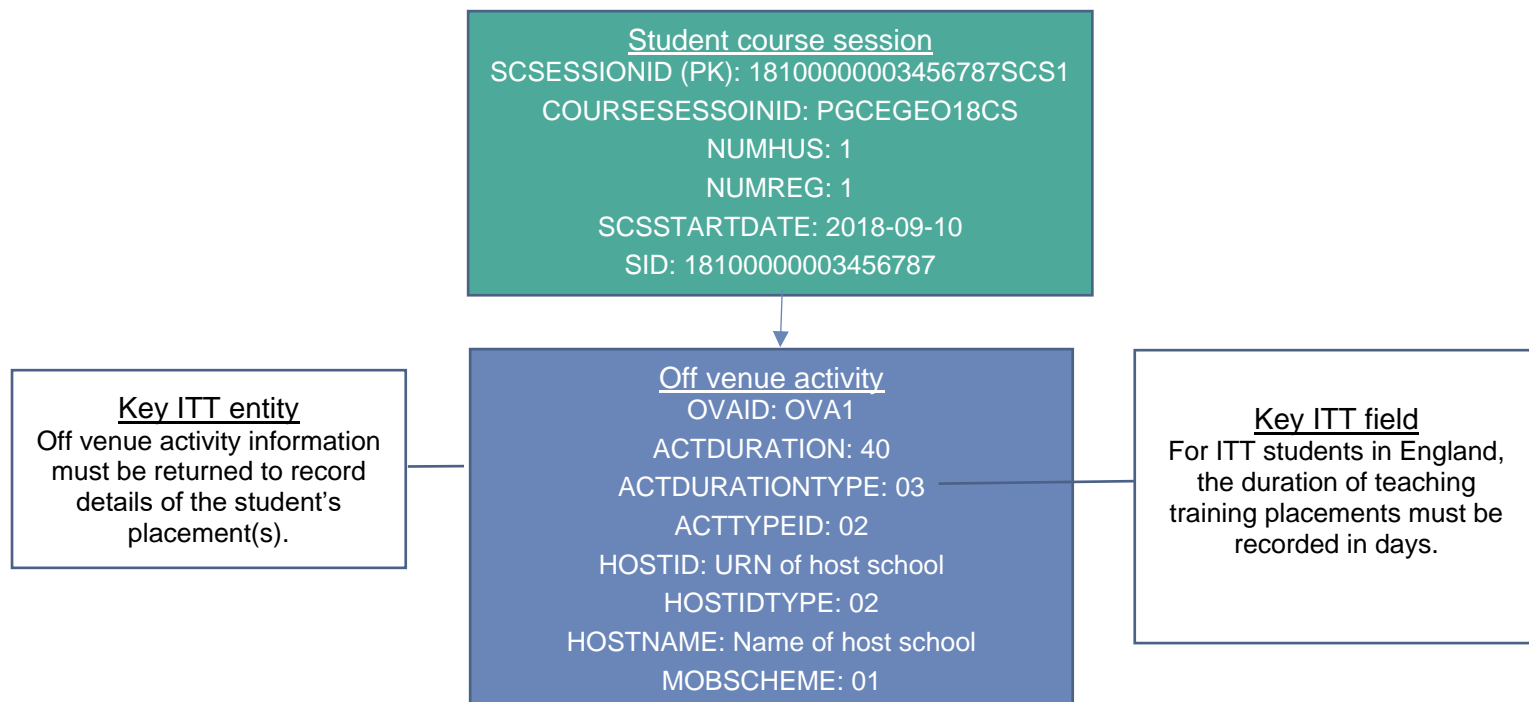 Student course session
SCSESSIONID (PK): 18100000003456787SCS1
COURSESESSOINID: PGCEGEO18CS
NUMHUS: 1
NUMREG: 1
SCSSTARTDATE: 2018-09-10
SID: 18100000003456787
Key ITT entity
Off venue activity information
must be returned to record
details of the student’s
placement(s).
Off venue activity
OVAID: OVA1
ACTDURATION: 40
ACTDURATIONTYPE: 03
ACTTYPEID: 02
HOSTID: URN of host school
HOSTIDTYPE: 02
HOSTNAME: Name of host school
MOBSCHEME: 01
Key ITT field
For ITT students in England,
the duration of teaching
training placements must be
recorded in days.